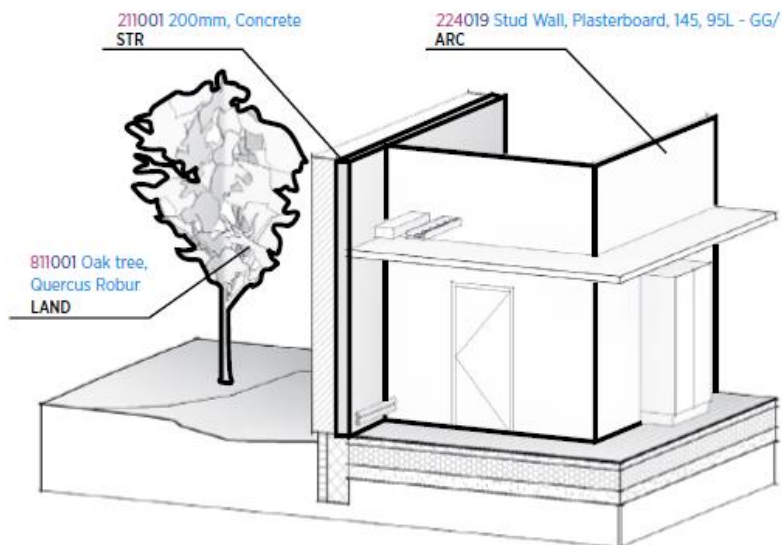 211001 200mm, Concrete
STR
224019 Stud Wall, Plasterboard, 145, 95L - GG/
ARC
811001 Oak tree,
Quercus Robur
LAND